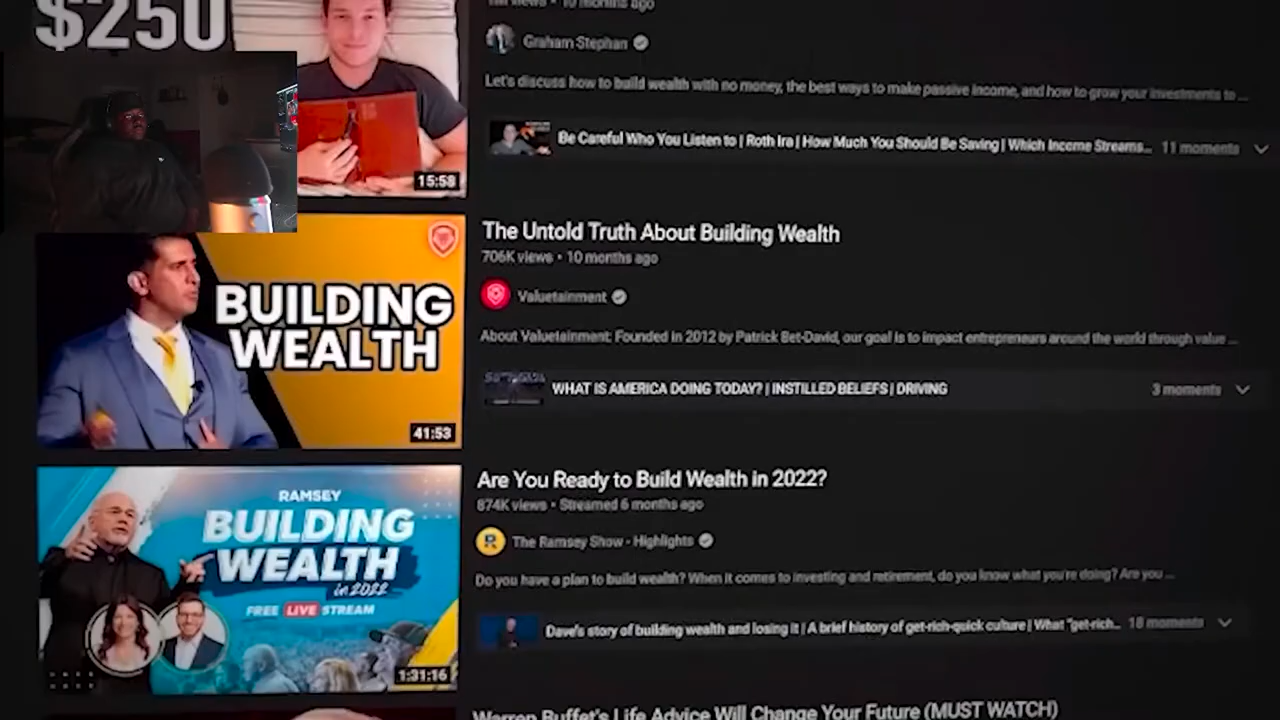 $250
10 months ago
Graham Stephan
Let's discuss how to build wealth with no money, the best ways to make passive income, and how to grow your investments to ...
Be Careful Who You Listen to | Roth Ira | How Much You Should Be Saving | Which Income Streams...
11 moments
15:58
BUILDING
WEALTH
41:53
The Untold Truth About Building Wealth
706K views • 10 months ago
Valuetainment
About Valuetainment: Founded in 2012 by Patrick Bet-David, our goal is to impact entrepreneurs around the world through value ...
WHAT IS AMERICA DOING TODAY? | INSTILLED BELIEFS | DRIVING
3 moments
RAMSEY
BUILDING
WEALTH
in 2022
FREE LIVE STREAM
1:31:16
Are You Ready to Build Wealth in 2022?
874K views • Streamed 6 months ago
R
The Ramsey Show - Highlights
Do you have a plan to build wealth? When it comes to investing and retirement, do you know what you're doing? Are you ...
Dave's story of building wealth and losing it | A brief history of get-rich-quick culture | What "get-rich...
18 moments
Warren Buffet's Life Advice Will Change Your Future (MUST WATCH)